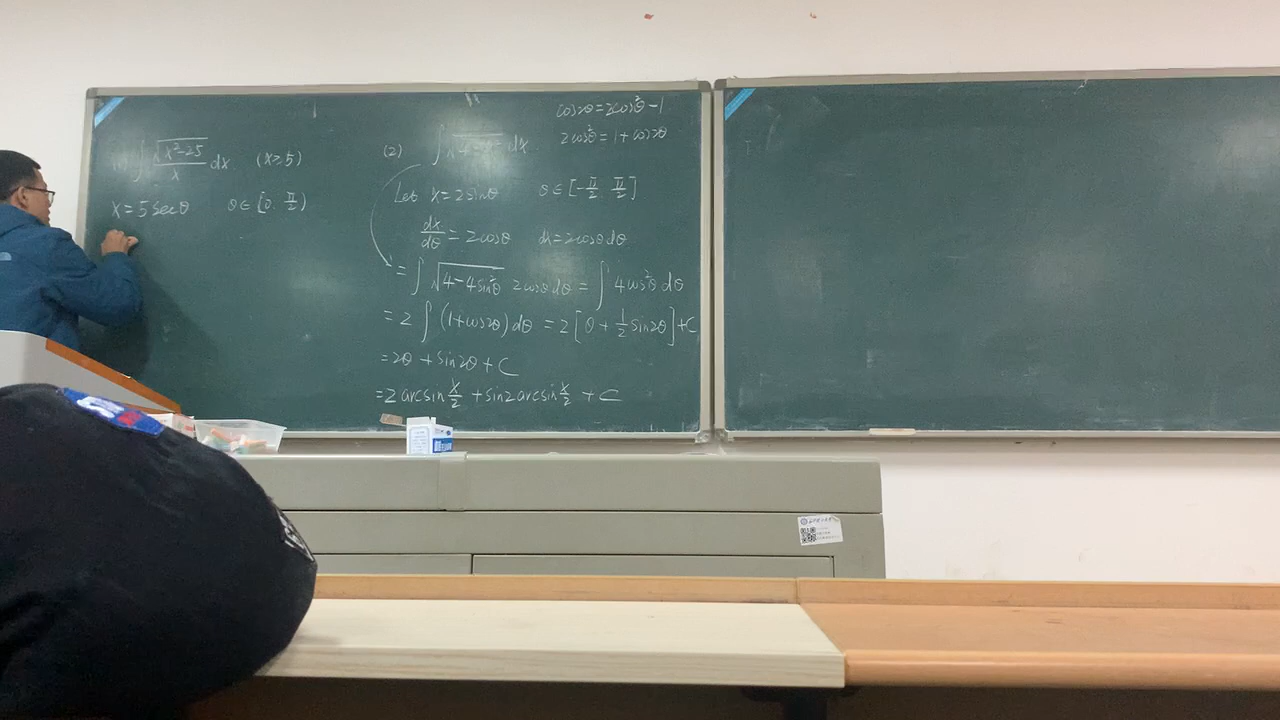 ∫ √(x²-25)/x dx (x≥5)
x = 5 secθ θ∈[0, π/2)
cos2θ = 2cos²θ - 1
2cos²θ = 1 + cos2θ
(2) ∫ √(4-x²) dx
Let x = 2sinθ θ∈[-π/2, π/2]
dx/dθ = 2cosθ dx = 2cosθ dθ
= ∫ √(4-4sin²θ) 2cosθ dθ = ∫ 4cos²θ dθ
= 2 ∫ (1+cos2θ) dθ = 2[θ + 1/2 sin2θ] + C
= 2θ + sin2θ + C
= 2 arcsin x/2 + sin2arcsin x/2 + C